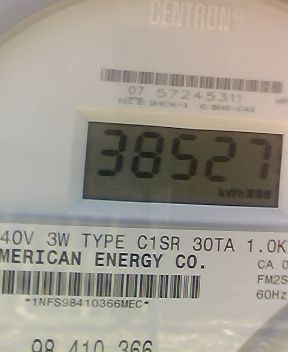 CENTRON®
07 57245311
38527
kWh
40V 3W TYPE C1SR 30TA 1.0K
MERICAN ENERGY CO.
CA 0
FM2S
60Hz
*1NFS98410366MEC*
98 410 366